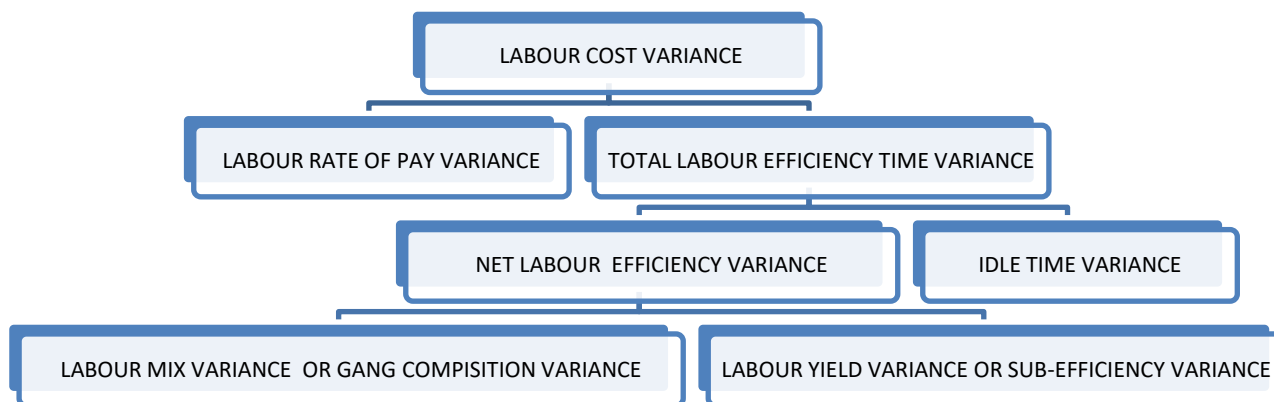 LABOUR COST VARIANCE
LABOUR RATE OF PAY VARIANCE
TOTAL LABOUR EFFICIENCY TIME VARIANCE
NET LABOUR EFFICIENCY VARIANCE
IDLE TIME VARIANCE
LABOUR MIX VARIANCE OR GANG COMPISITION VARIANCE
LABOUR YIELD VARIANCE OR SUB-EFFICIENCY VARIANCE